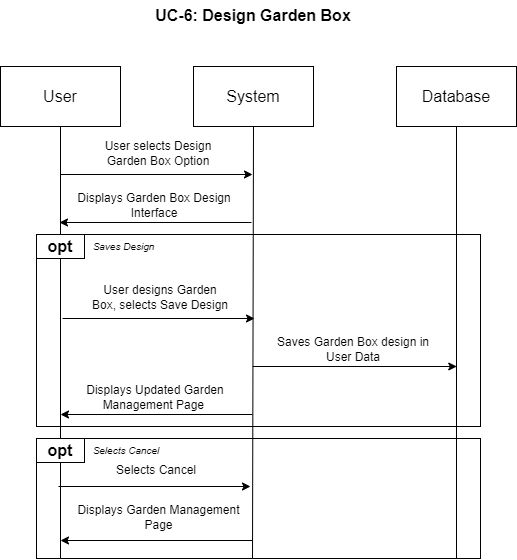 UC-6: Design Garden Box
User
System
Database
User selects Design
Garden Box Option
Displays Garden Box Design
Interface
opt
Saves Design
User designs Garden
Box, selects Save Design
Saves Garden Box design in
User Data
Displays Updated Garden
Management Page
opt
Selects Cancel
Selects Cancel
Displays Garden Management
Page